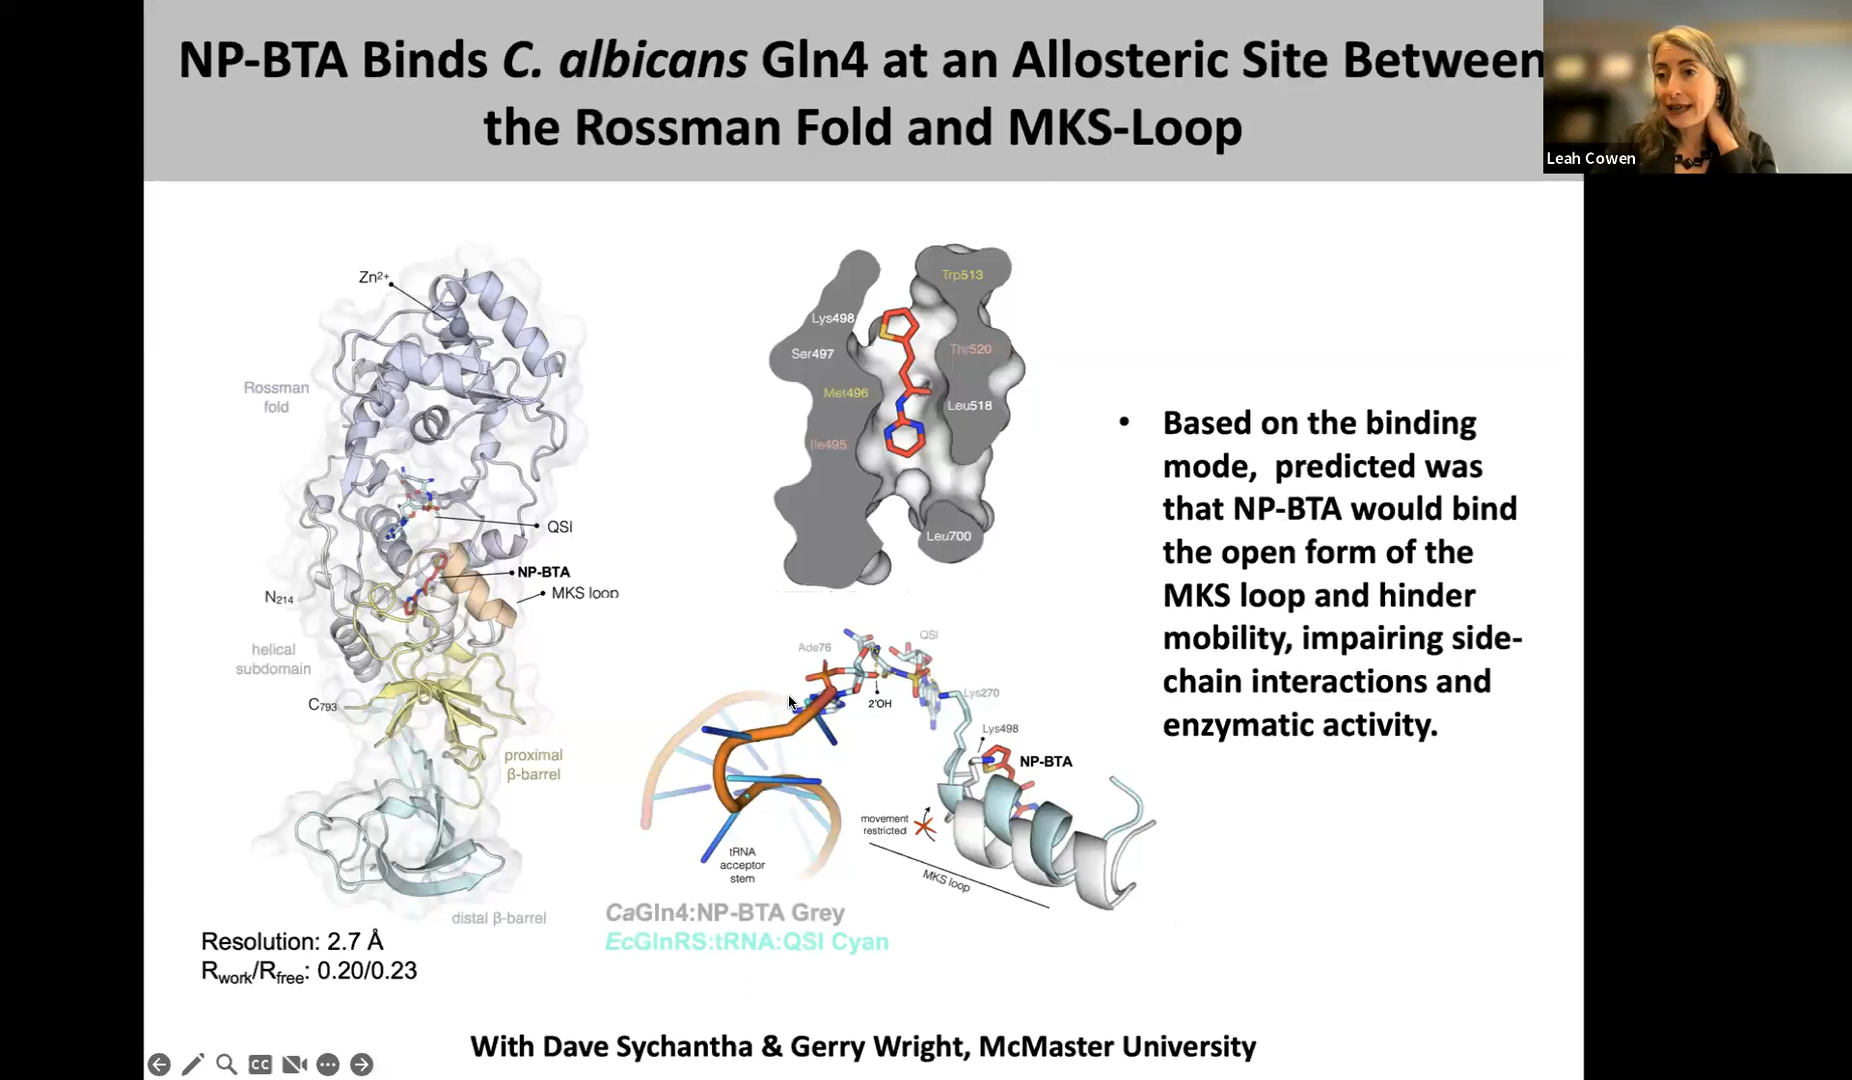 NP-BTA Binds C. albicans Gln4 at an Allosteric Site Between
the Rossman Fold and MKS-Loop
Leah Cowen
Zn2+
Rossman
fold
QSI
NP-BTA
MKS loop
N214
helical
subdomain
C793
proximal
β-barrel
distal β-barrel
Resolution: 2.7 Å
Rwork/Rfree: 0.20/0.23
Trp513
Lys498
Ser497
Thr520
Met496
Leu518
Ile495
Leu700
QSI
Ade76
2'OH
Lys270
Lys498
NP-BTA
movement
restricted
tRNA
acceptor
stem
MKS loop
CaGln4:NP-BTA Grey
EcGlnRS:tRNA:QSI Cyan
• Based on the binding
mode, predicted was
that NP-BTA would bind
the open form of the
MKS loop and hinder
mobility, impairing side-
chain interactions and
enzymatic activity.
With Dave Sychantha & Gerry Wright, McMaster University
CC